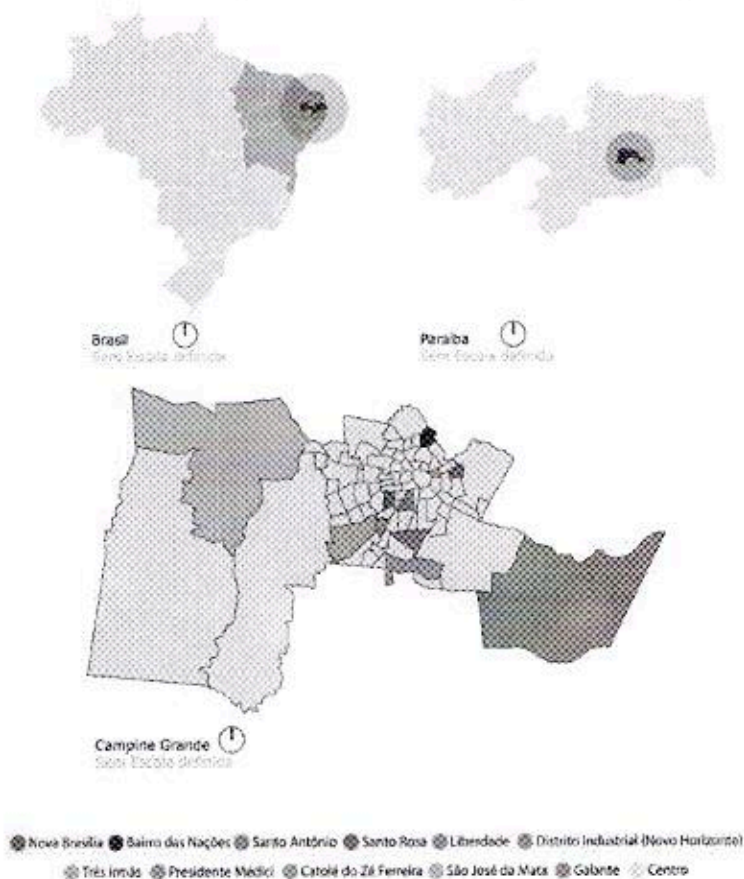 Brasil
Sem Escala definida
Paraíba
Sem Escala definida
Campine Grande
Sem Escala definida
Nova Brasília Bairro das Nações Santo Antônio Santo Rosa Liberdade Distrito Industrial (Novo Horizonte)
Três Irmãs Presidente Médici Catolé do Zé Ferreira São José da Mata Galante Centro